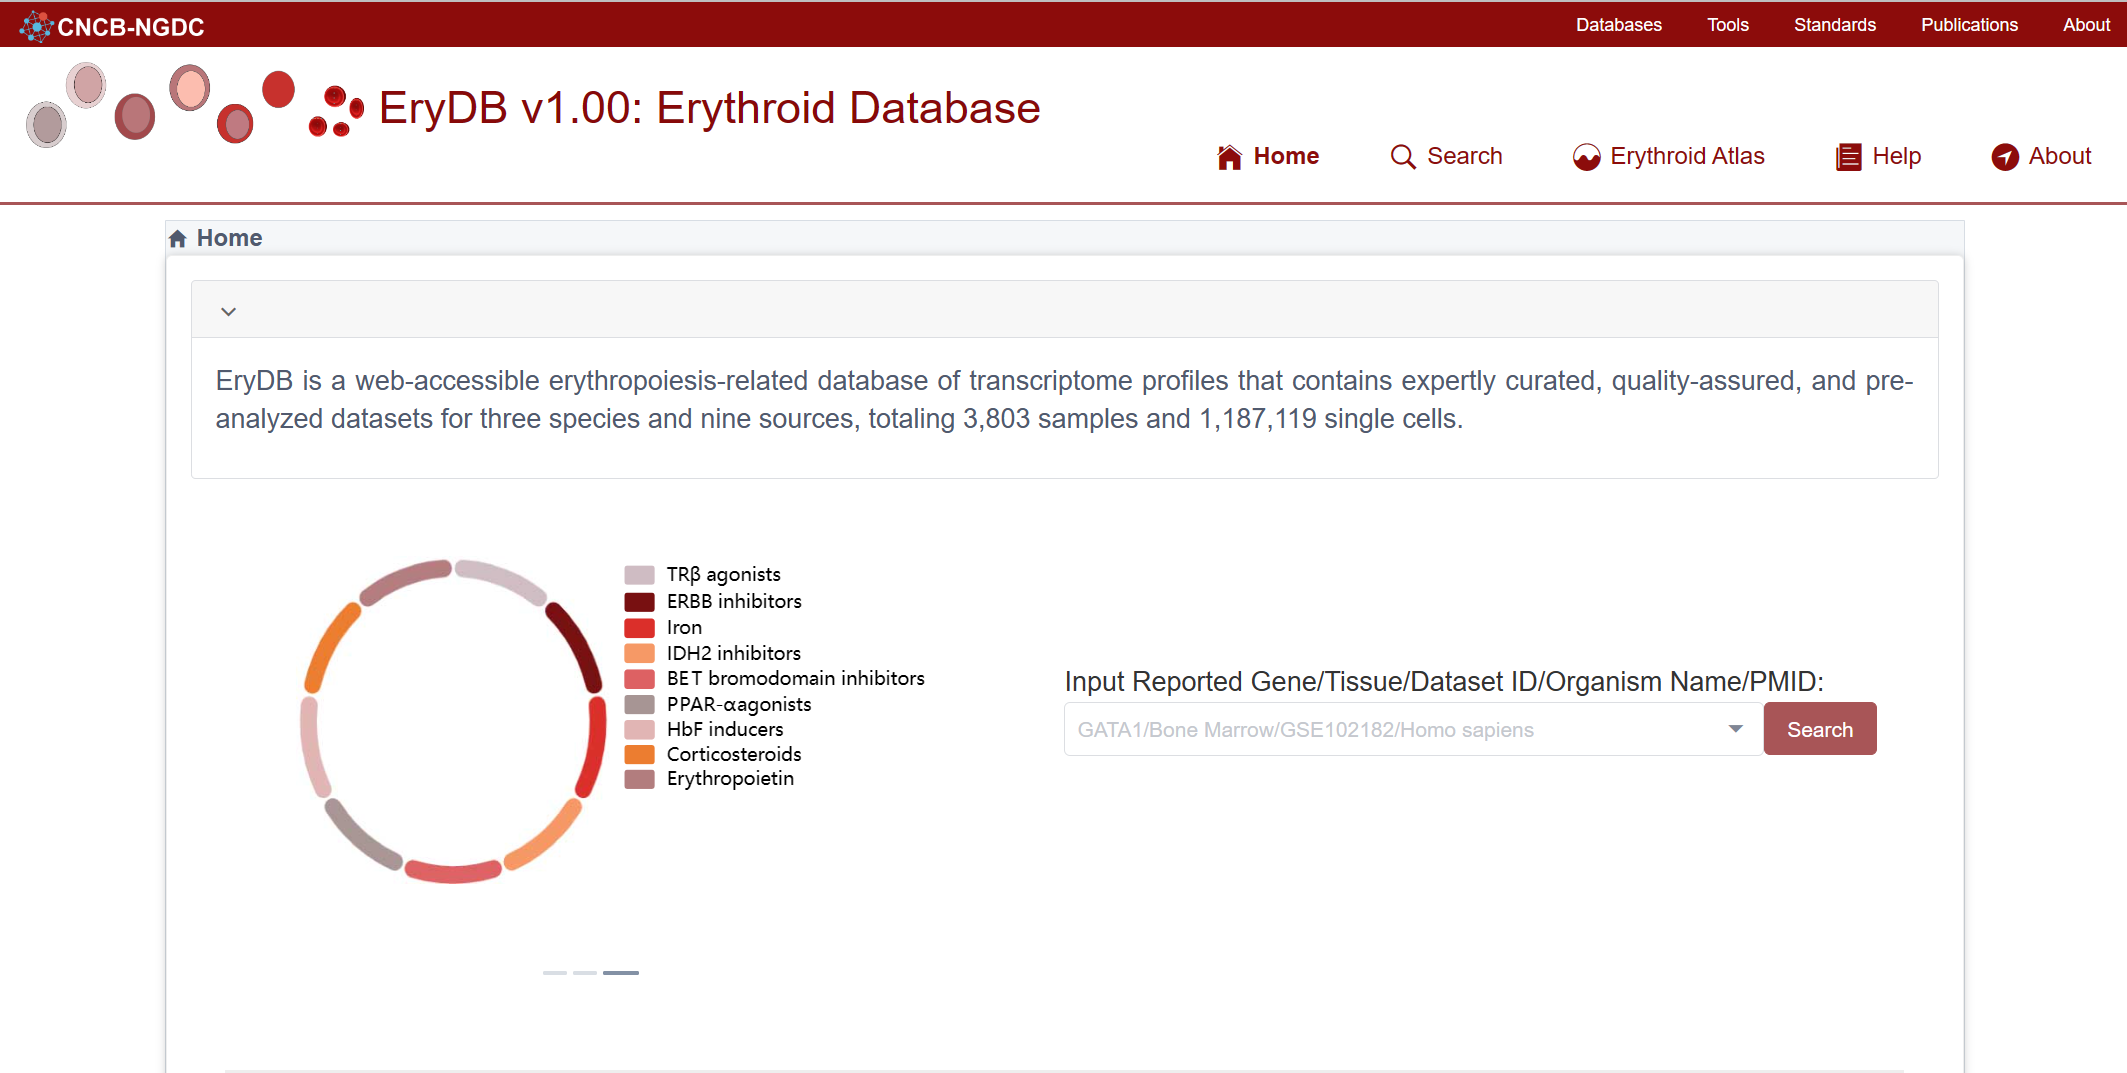 CNCB-NGDC
Databases Tools Standards Publications About
EryDB v1.00: Erythroid Database
Home Search Erythroid Atlas Help About
Home
EryDB is a web-accessible erythropoiesis-related database of transcriptome profiles that contains expertly curated, quality-assured, and pre-
analyzed datasets for three species and nine sources, totaling 3,803 samples and 1,187,119 single cells.
TRβ agonists
ERBB inhibitors
Iron
IDH2 inhibitors
BET bromodomain inhibitors
PPAR-αagonists
HbF inducers
Corticosteroids
Erythropoietin
Input Reported Gene/Tissue/Dataset ID/Organism Name/PMID:
GATA1/Bone Marrow/GSE102182/Homo sapiens
Search